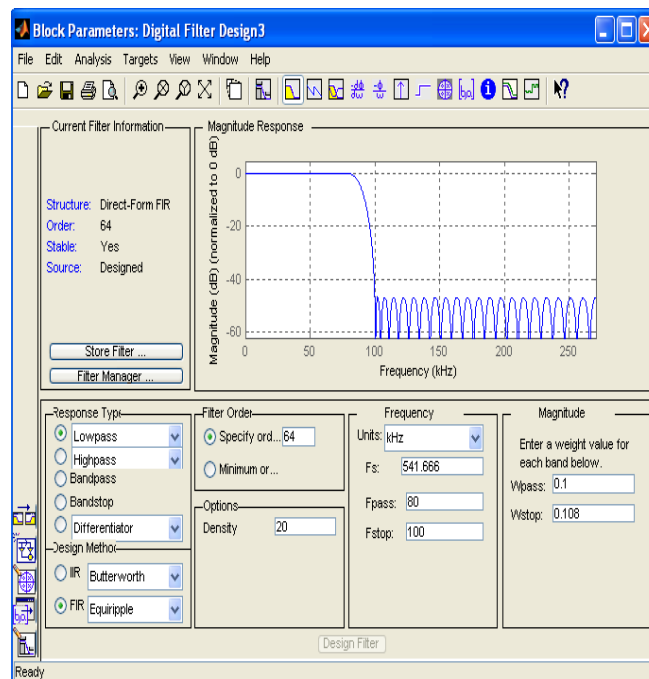 Block Parameters: Digital Filter Design3
File Edit Analysis Targets View Window Help
Current Filter Information
Structure: Direct-Form FIR
Order: 64
Stable: Yes
Source: Designed
Store Filter ...
Filter Manager ...
Magnitude Response
Magnitude (dB) (normalized to 0 dB)
0
-20
-40
-60
0 50 100 150 200 250
Frequency (kHz)
Response Type
Lowpass
Highpass
Bandpass
Bandstop
Differentiator
Design Method
IIR Butterworth
FIR Equiripple
Filter Order
Specify ord... 64
Minimum or...
Options
Density 20
Frequency
Units: kHz
Fs: 541.666
Fpass: 80
Fstop: 100
Magnitude
Enter a weight value for
each band below.
Wpass: 0.1
Wstop: 0.108
Design Filter
Ready